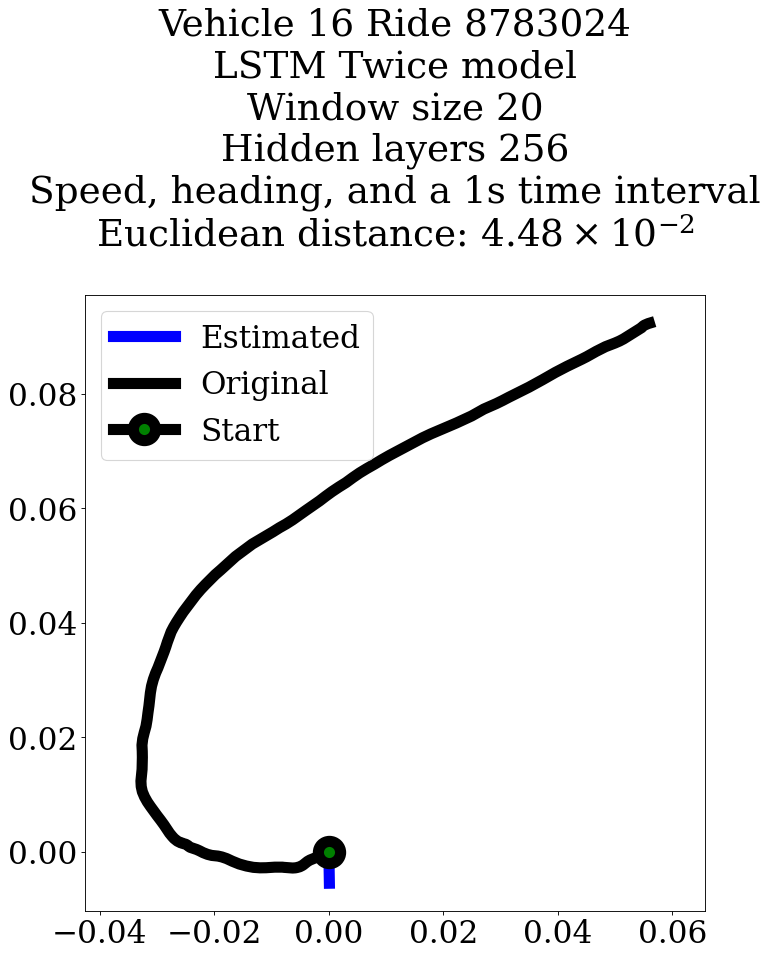 Vehicle 16 Ride 8783024
LSTM Twice model
Window size 20
Hidden layers 256
Speed, heading, and a 1s time interval
Euclidean distance: 4.48 × 10⁻²
Estimated
Original
Start
0.08
0.06
0.04
0.02
0.00
−0.04 −0.02 0.00 0.02 0.04 0.06